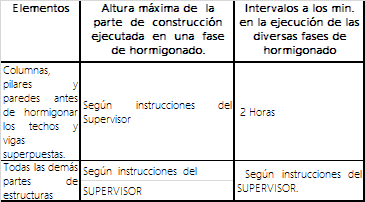 Elementos
Altura máxima de la
parte de construcción
ejecutada en una fase
de hormigonado.
Intervalos a los min.
en la ejecución de las
diversas fases de
hormigonado
Columnas,
pilares y
paredes antes
de hormigonar
los techos y
vigas
superpuestas.
Según instrucciones del
Supervisor
2 Horas
Todas las demás
partes de
estructuras
Según instrucciones del
SUPERVISOR
Según instrucciones del
SUPERVISOR.